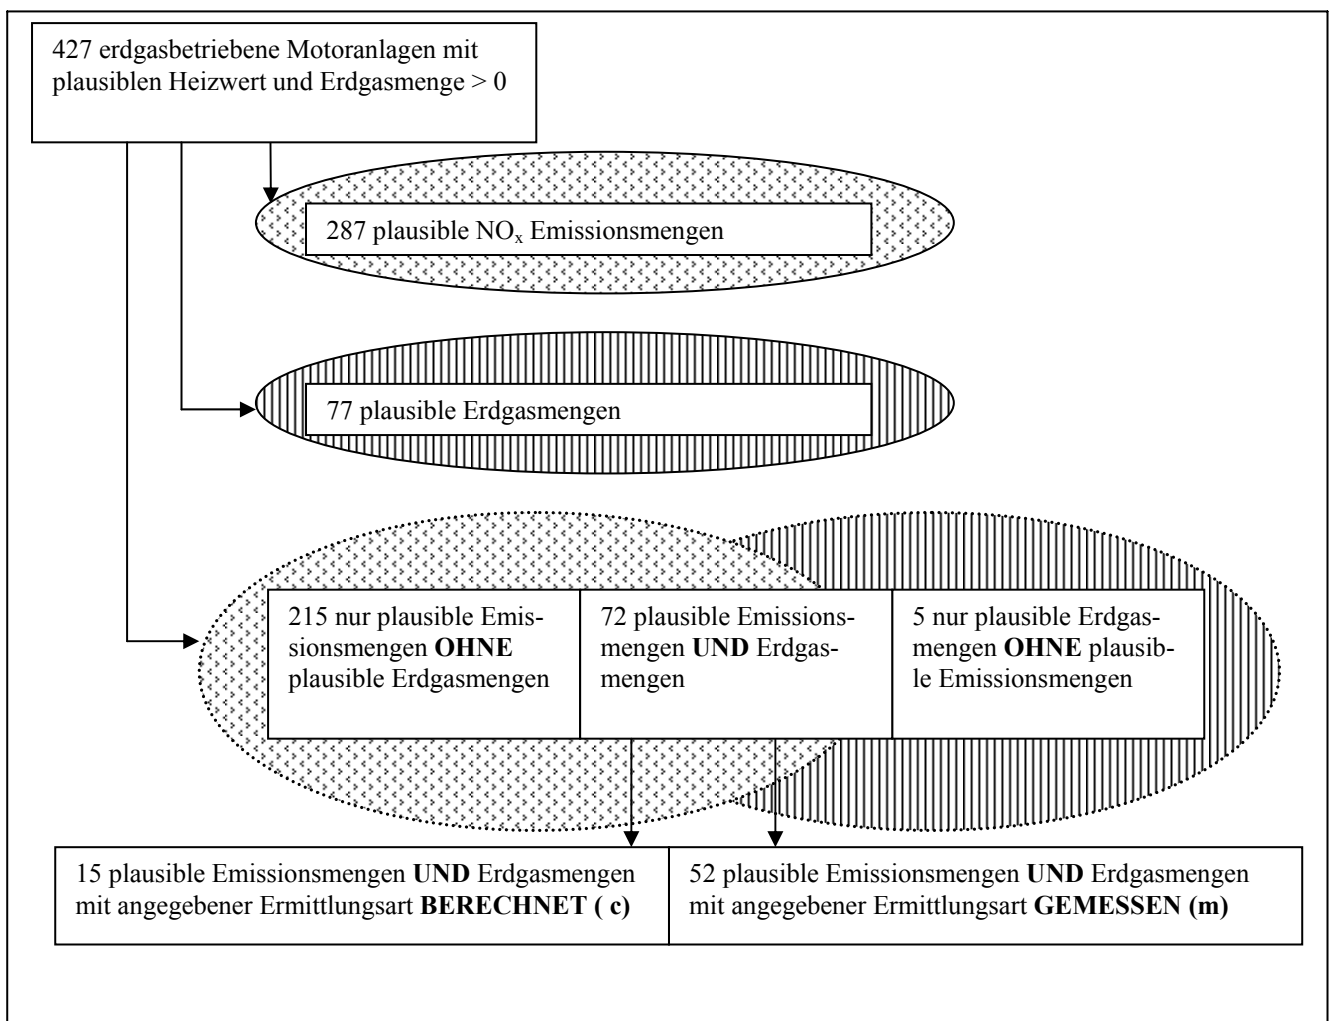 427 erdgasbetriebene Motoranlagen mit
plausiblen Heizwert und Erdgasmenge > 0
287 plausible NOx Emissionsmengen
77 plausible Erdgasmengen
215 nur plausible Emis-
sionsmengen OHNE
plausible Erdgasmengen
72 plausible Emissions-
mengen UND Erdgas-
mengen
5 nur plausible Erdgas-
mengen OHNE plausib-
le Emissionsmengen
15 plausible Emissionsmengen UND Erdgasmengen
mit angegebener Ermittlungsart BERECHNET ( c)
52 plausible Emissionsmengen UND Erdgasmengen
mit angegebener Ermittlungsart GEMESSEN (m)